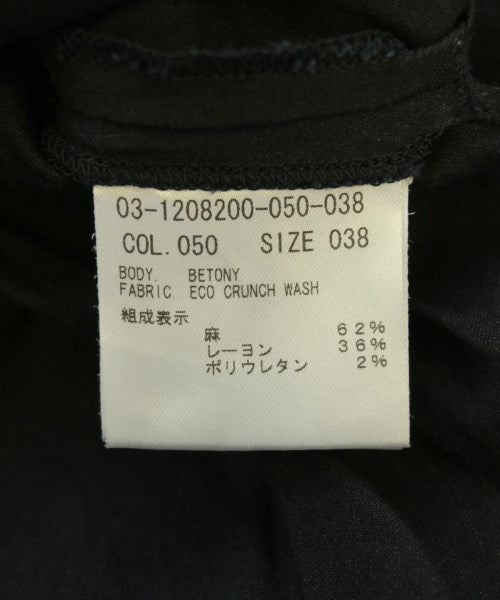 03-1208200-050-038
COL.050 SIZE 038
BODY. BETONY
FABRIC. ECO CRUNCH WASH
組成表示
麻 62%
レーヨン 36%
ポリウレタン 2%